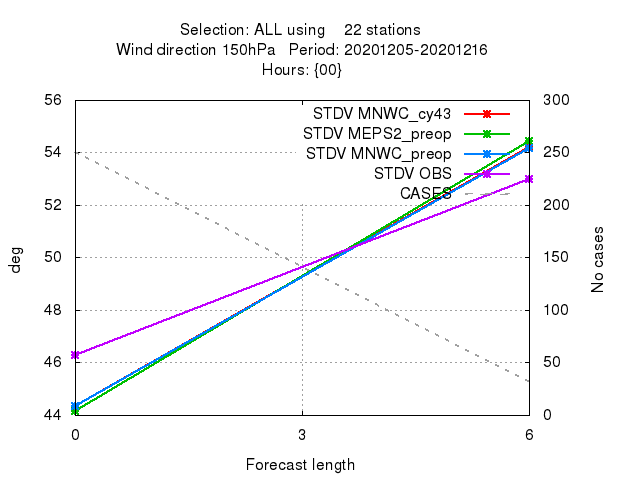 Selection: ALL using    22 stations
Wind direction 150hPa   Period: 20201205-20201216
Hours: {00}
56
300
STDV MNWC_cy43
STDV MEPS2_preop
54
STDV MNWC_preop
250
STDV OBS
CASES
52
200
50
150
deg
No cases
48
100
46
50
44
0
0
3
6
Forecast length